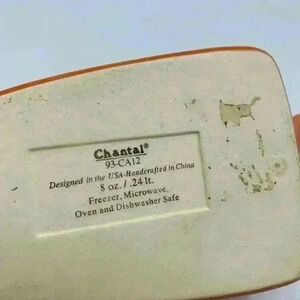 Chantal®
93-CA12
Designed in the USA-Handcrafted in China
8 oz. / .24 lt.
Freezer, Microwave,
Oven and Dishwasher Safe